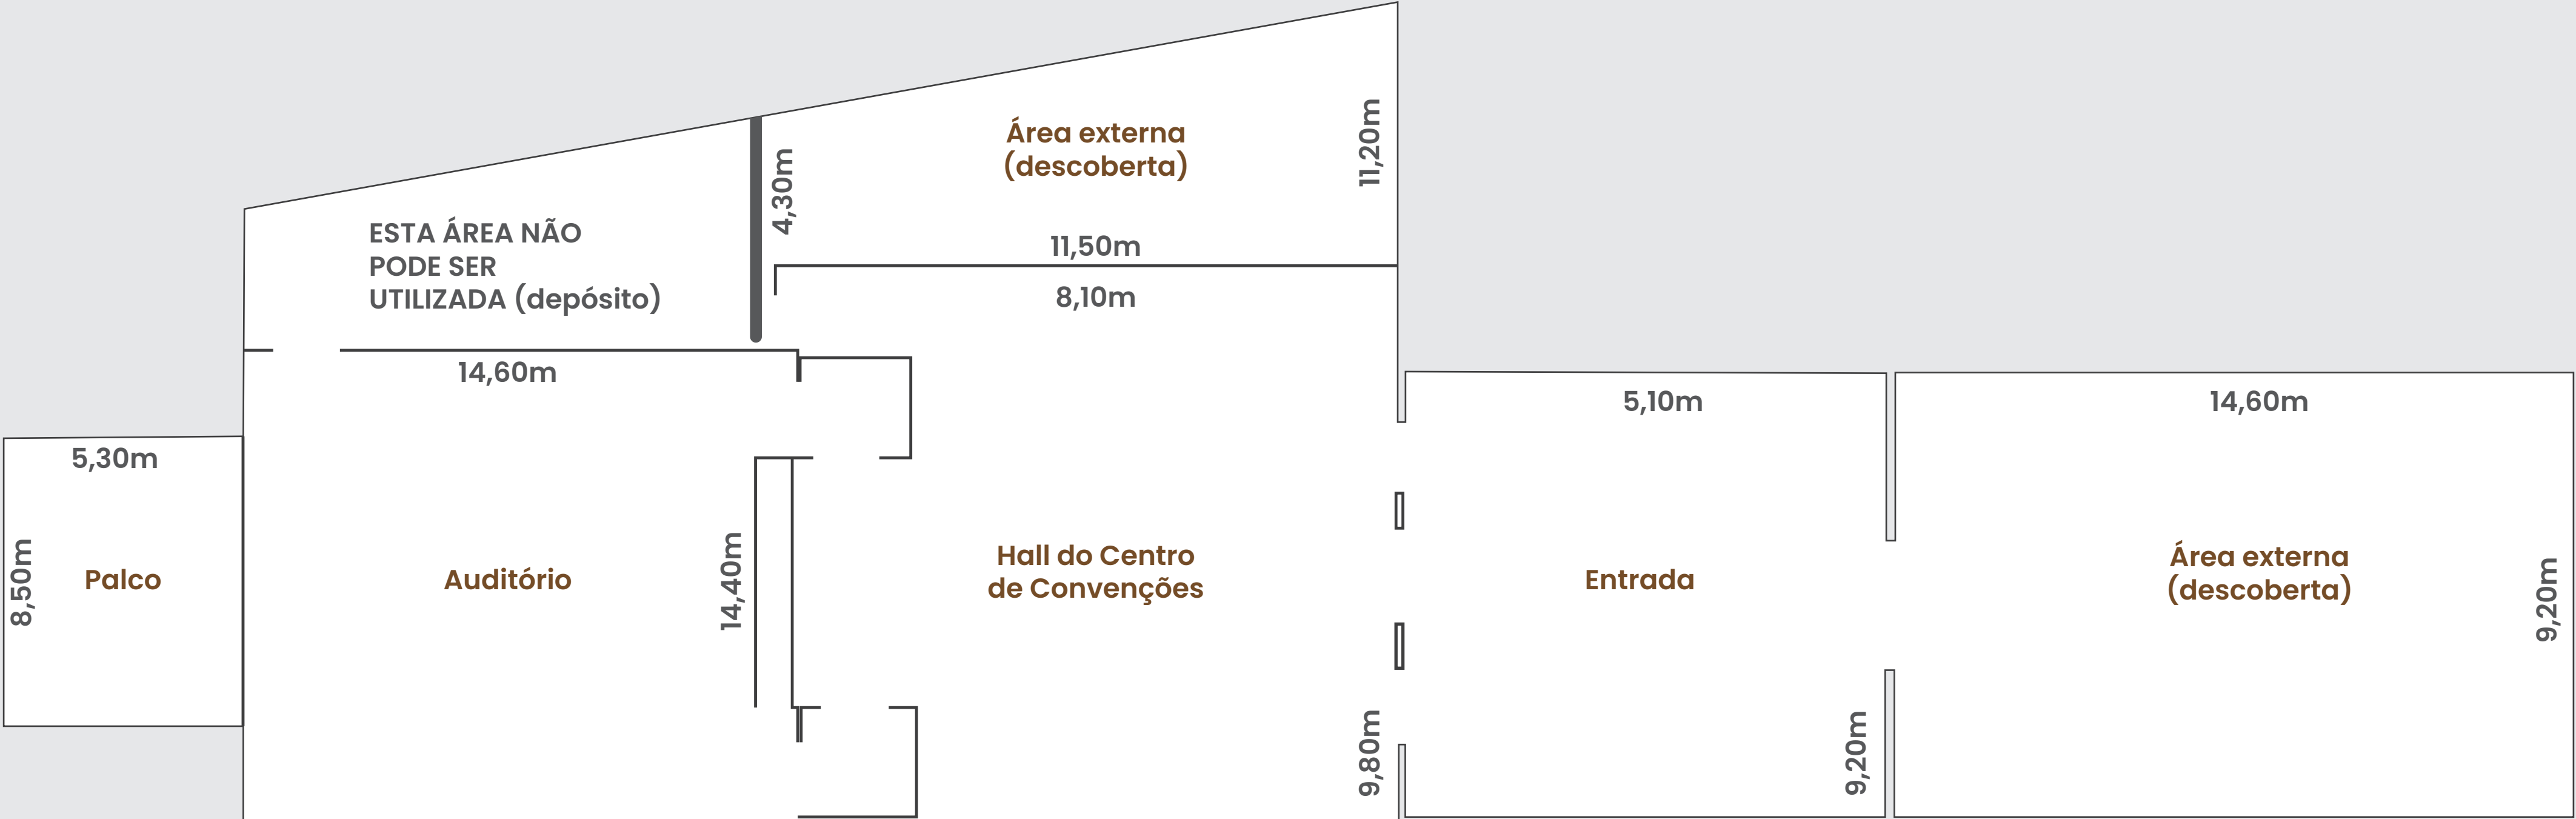 Área externa
(descoberta)
11,20m
4,30m
ESTA ÁREA NÃO
PODE SER
UTILIZADA (depósito)
11,50m
8,10m
14,60m
5,10m
14,60m
5,30m
8,50m
Palco
Auditório
14,40m
Hall do Centro
de Convenções
Entrada
Área externa
(descoberta)
9,20m
9,80m
9,20m